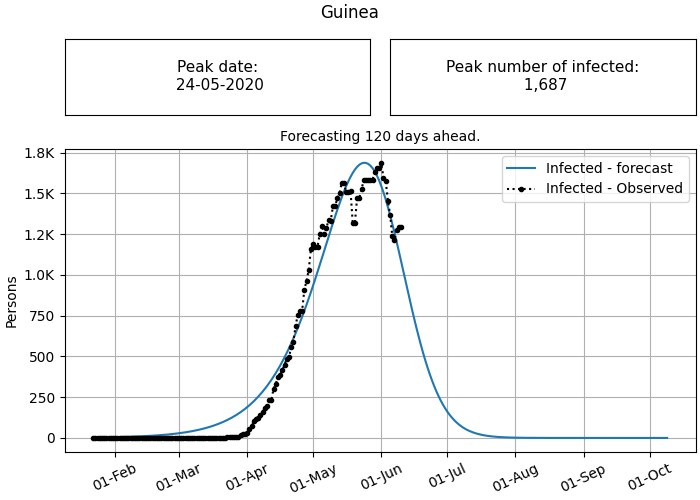 Guinea
Peak date:
24-05-2020
Peak number of infected:
1,687
Forecasting 120 days ahead.
1.8K
1.5K
1.2K
1.0K
750
500
250
0
Persons
Infected - forecast
Infected - Observed
01-Feb
01-Mar
01-Apr
01-May
01-Jun
01-Jul
01-Aug
01-Sep
01-Oct